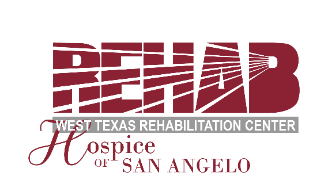 REHAB
WEST TEXAS REHABILITATION CENTER
Hospice
OF SAN ANGELO